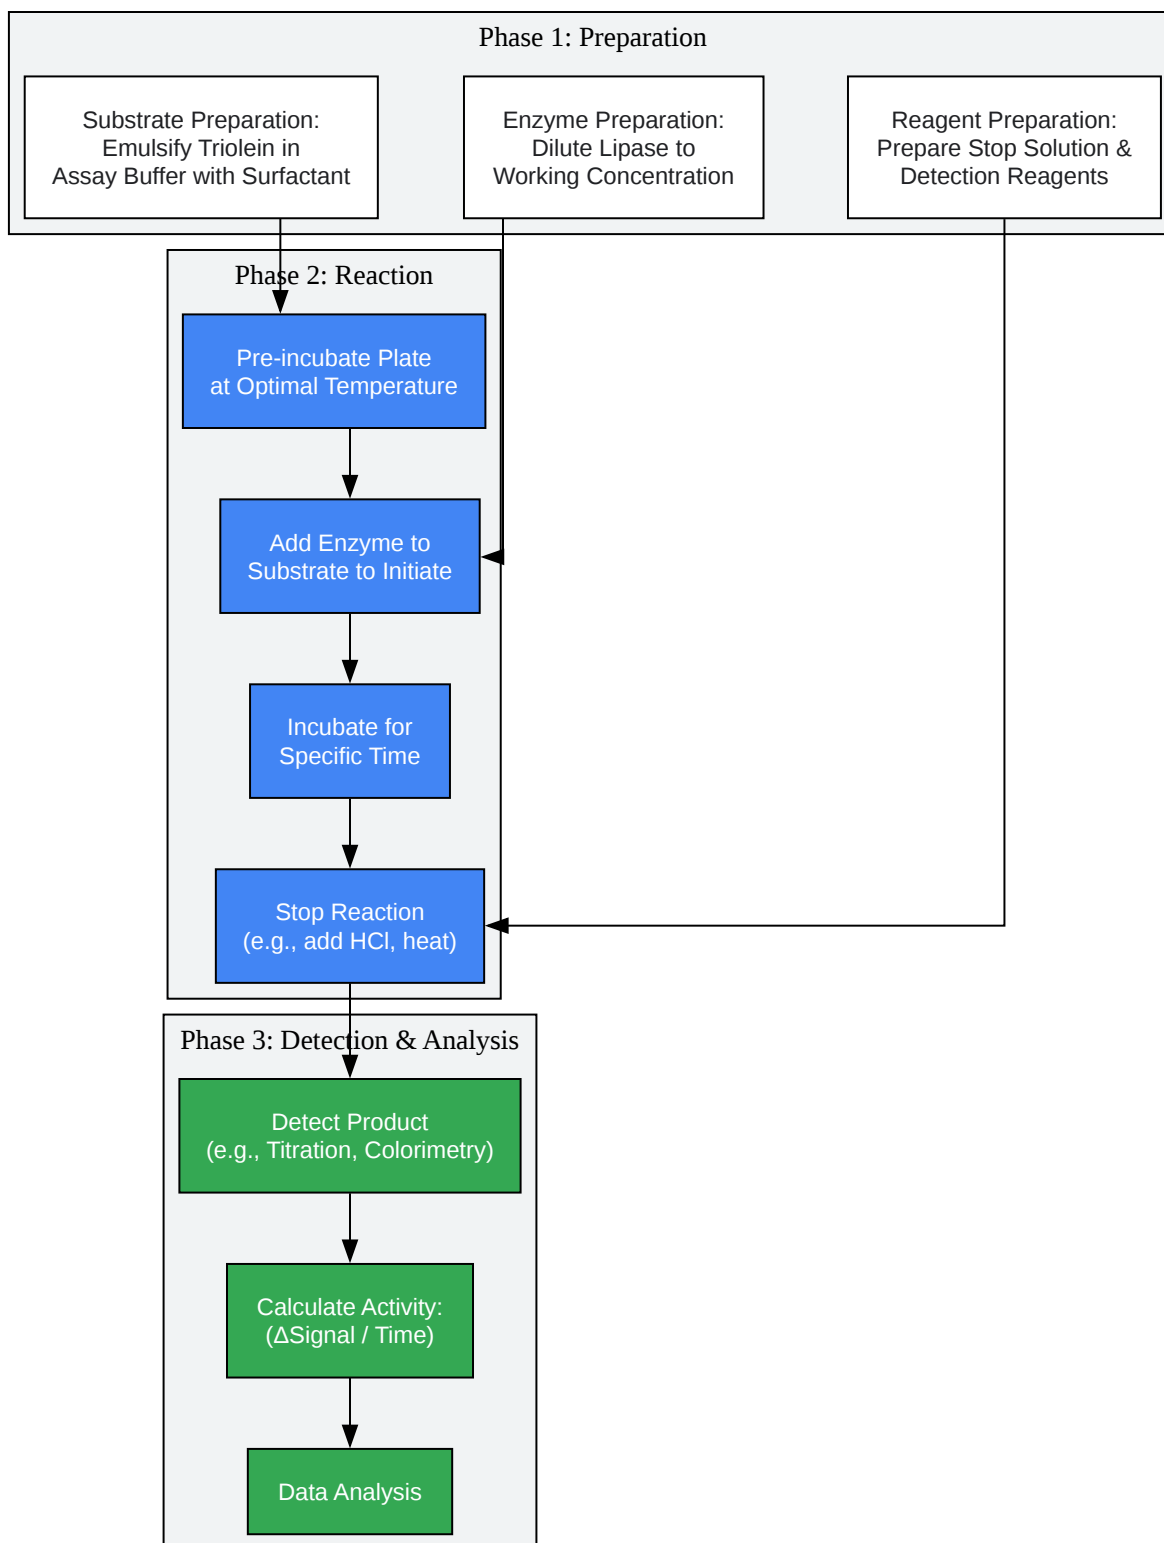 Phase 1: Preparation
Substrate Preparation:
Emulsify Triolein in
Assay Buffer with Surfactant
Enzyme Preparation:
Dilute Lipase to
Working Concentration
Reagent Preparation:
Prepare Stop Solution &
Detection Reagents
Phase 2: Reaction
Pre-incubate Plate
at Optimal Temperature
Add Enzyme to
Substrate to Initiate
Incubate for
Specific Time
Stop Reaction
(e.g., add HCl, heat)
Phase 3: Detection & Analysis
Detect Product
(e.g., Titration, Colorimetry)
Calculate Activity:
(ΔSignal / Time)
Data Analysis